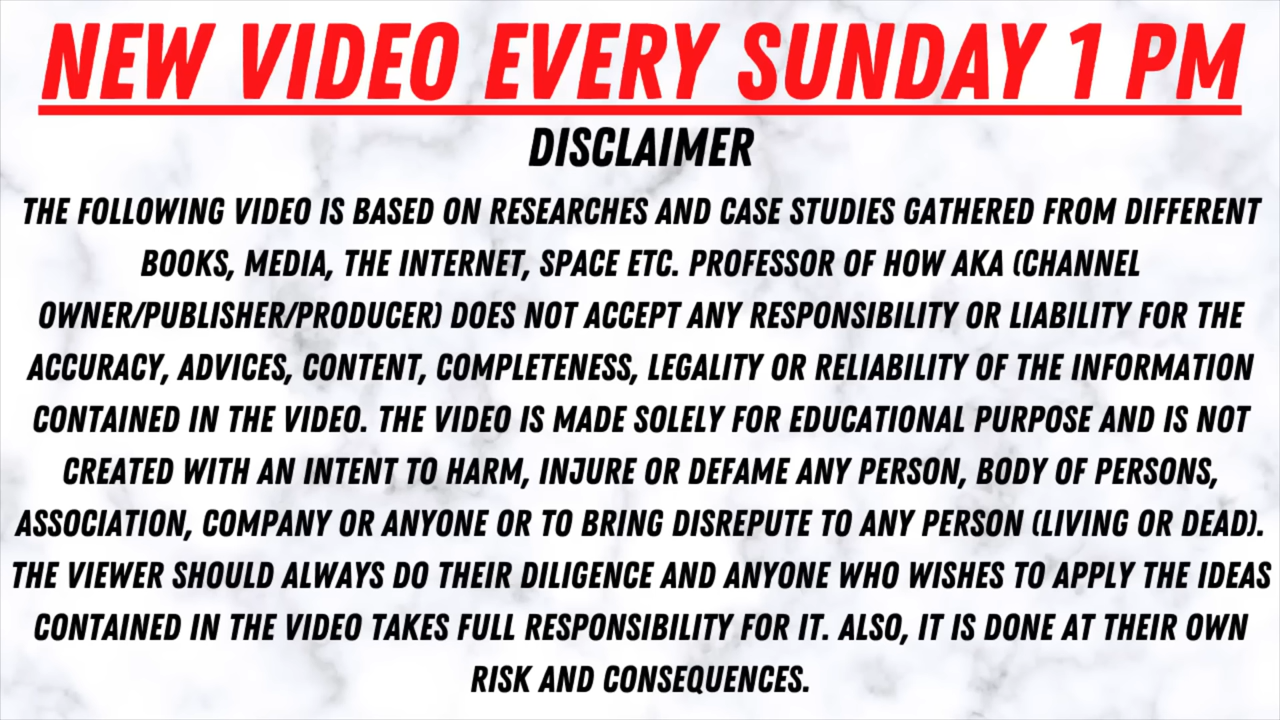 NEW VIDEO EVERY SUNDAY 1 PM
DISCLAIMER
THE FOLLOWING VIDEO IS BASED ON RESEARCHES AND CASE STUDIES GATHERED FROM DIFFERENT
BOOKS, MEDIA, THE INTERNET, SPACE ETC. PROFESSOR OF HOW AKA (CHANNEL
OWNER/PUBLISHER/PRODUCER) DOES NOT ACCEPT ANY RESPONSIBILITY OR LIABILITY FOR THE
ACCURACY, ADVICES, CONTENT, COMPLETENESS, LEGALITY OR RELIABILITY OF THE INFORMATION
CONTAINED IN THE VIDEO. THE VIDEO IS MADE SOLELY FOR EDUCATIONAL PURPOSE AND IS NOT
CREATED WITH AN INTENT TO HARM, INJURE OR DEFAME ANY PERSON, BODY OF PERSONS,
ASSOCIATION, COMPANY OR ANYONE OR TO BRING DISREPUTE TO ANY PERSON (LIVING OR DEAD).
THE VIEWER SHOULD ALWAYS DO THEIR DILIGENCE AND ANYONE WHO WISHES TO APPLY THE IDEAS
CONTAINED IN THE VIDEO TAKES FULL RESPONSIBILITY FOR IT. ALSO, IT IS DONE AT THEIR OWN
RISK AND CONSEQUENCES.